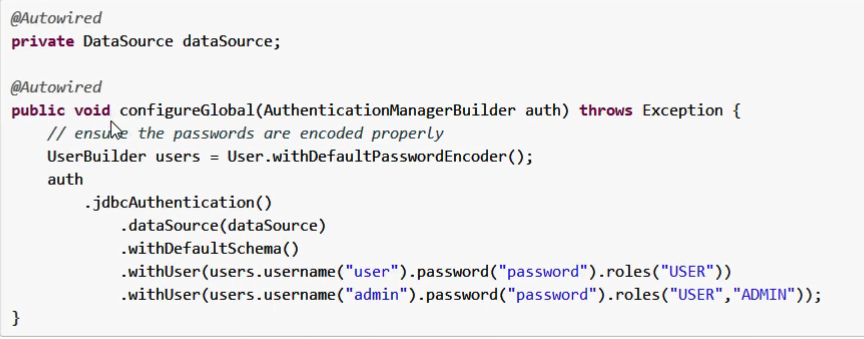 @Autowired
private DataSource dataSource;
@Autowired
public void configureGlobal(AuthenticationManagerBuilder auth) throws Exception {
// ensure the passwords are encoded properly
UserBuilder users = User.withDefaultPasswordEncoder();
auth
.jdbcAuthentication()
.dataSource(dataSource)
.withDefaultSchema()
.withUser(users.username("user").password("password").roles("USER"))
.withUser(users.username("admin").password("password").roles("USER","ADMIN"));
}